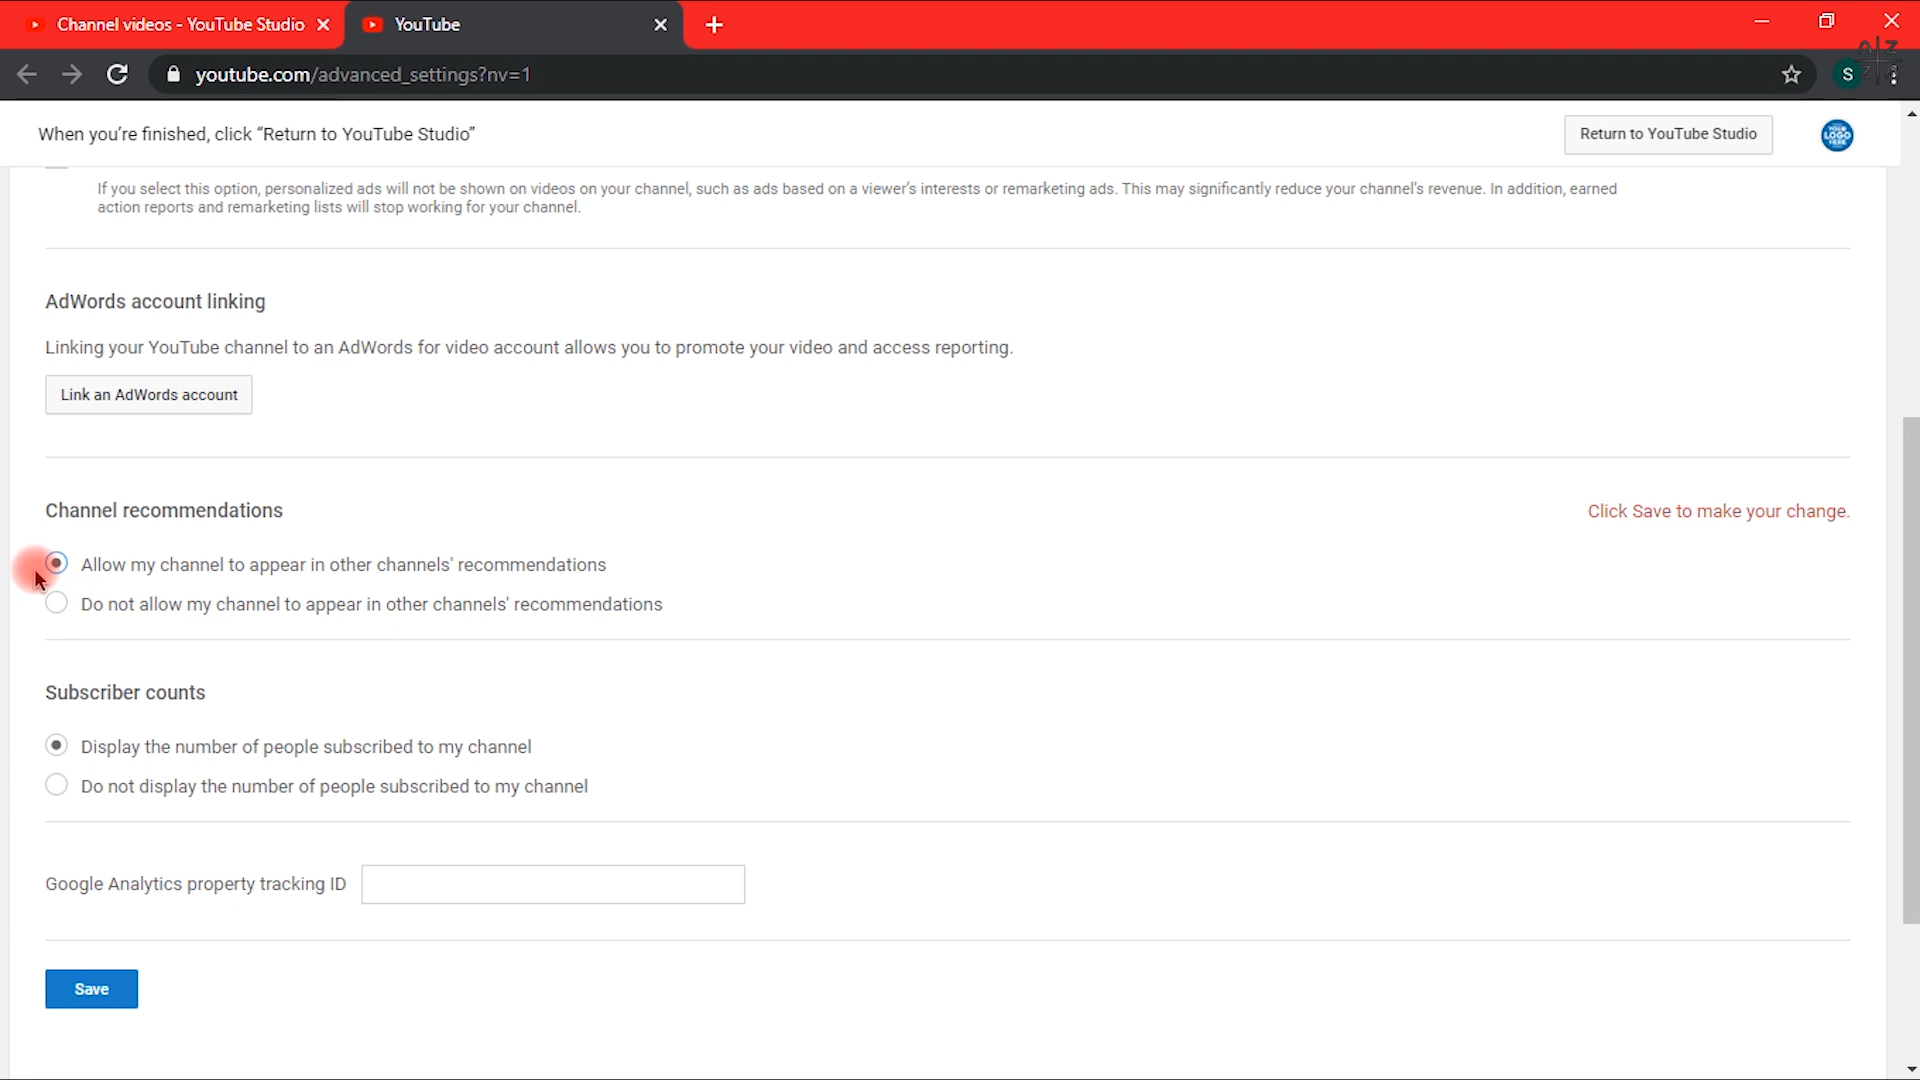 Channel videos - YouTube Studio
YouTube
youtube.com/advanced_settings?nv=1
S
When you're finished, click “Return to YouTube Studio”
Return to YouTube Studio
YOUR
LOGO
HERE
If you select this option, personalized ads will not be shown on videos on your channel, such as ads based on a viewer's interests or remarketing ads. This may significantly reduce your channel's revenue. In addition, earned
action reports and remarketing lists will stop working for your channel.
AdWords account linking
Linking your YouTube channel to an AdWords for video account allows you to promote your video and access reporting.
Link an AdWords account
Channel recommendations
Click Save to make your change.
Allow my channel to appear in other channels' recommendations
Do not allow my channel to appear in other channels' recommendations
Subscriber counts
Display the number of people subscribed to my channel
Do not display the number of people subscribed to my channel
Google Analytics property tracking ID
Save